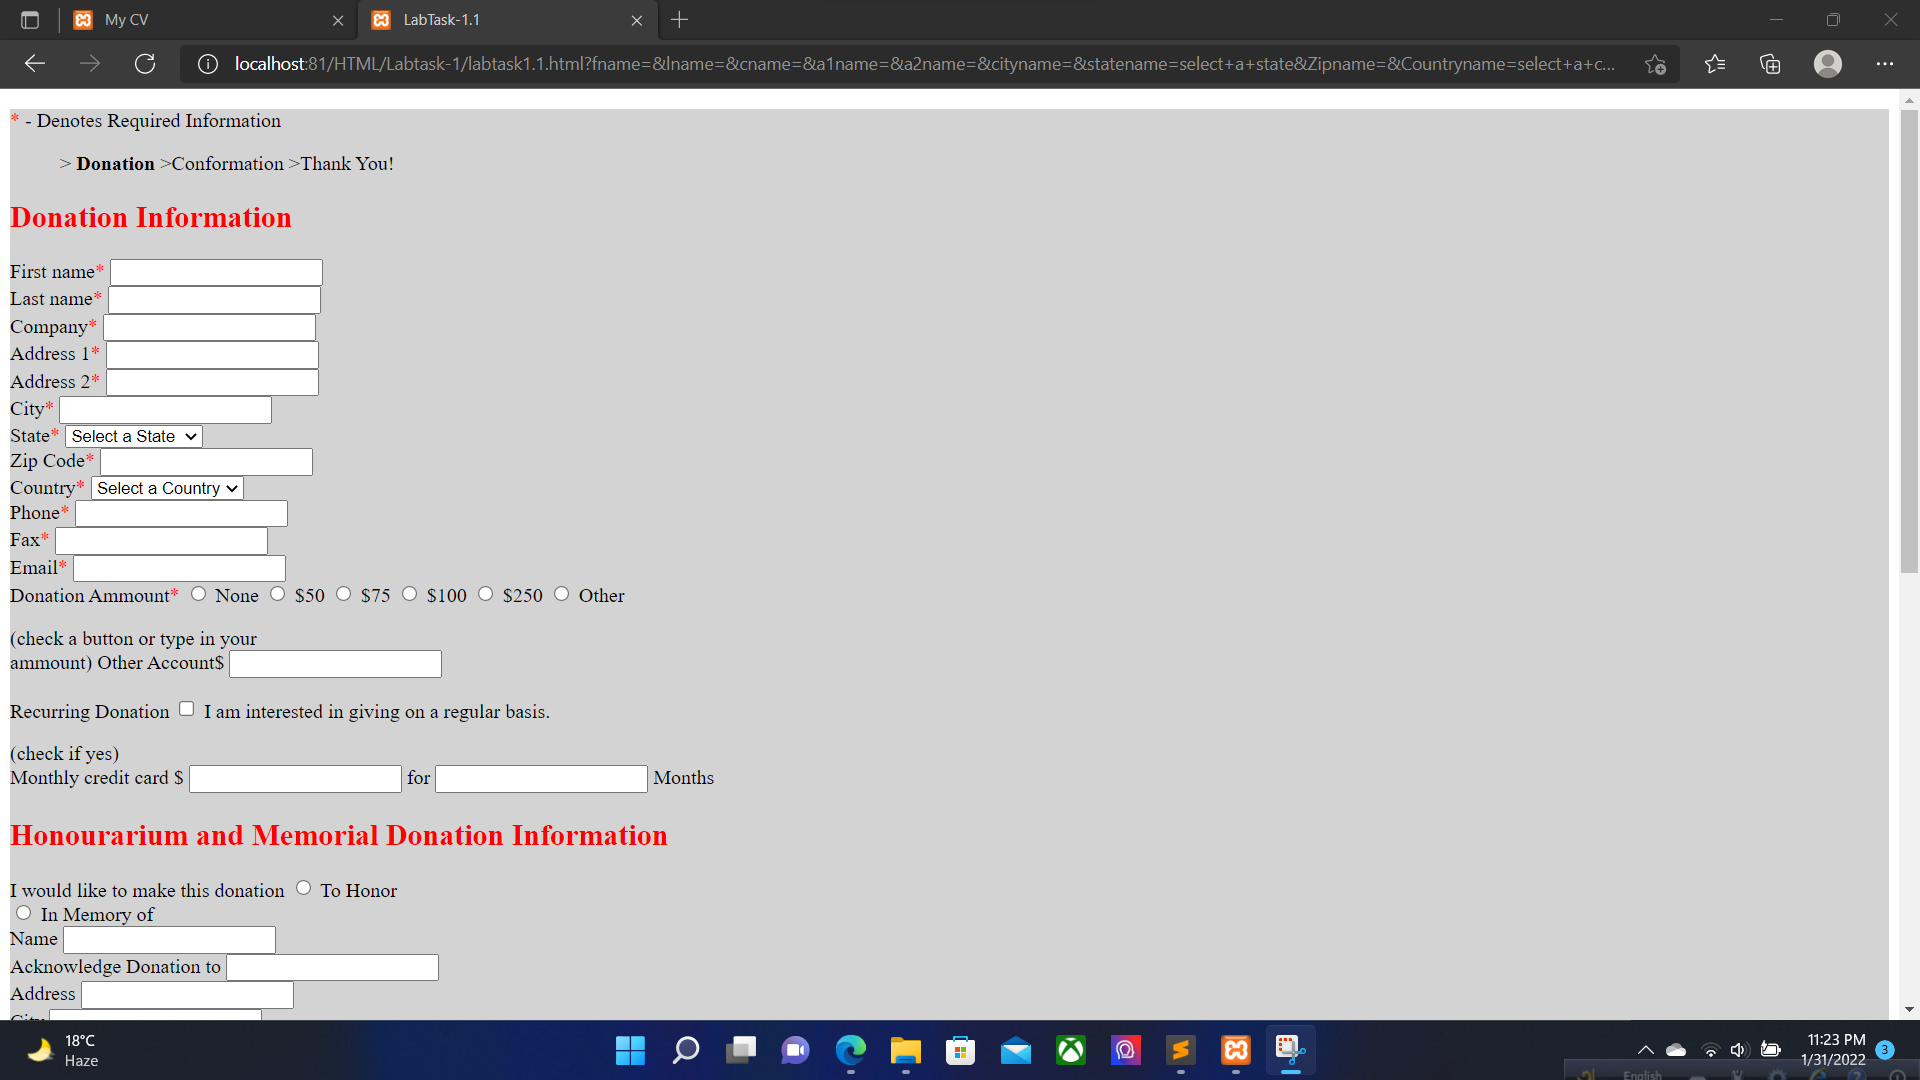 My CV
LabTask-1.1
localhost:81/HTML/Labtask-1/labtask1.1.html?fname=&lname=&cname=&a1name=&a2name=&cityname=&statename=select+a+state&Zipname=&Countryname=select+a+c...
* - Denotes Required Information
> Donation >Conformation >Thank You!
Donation Information
First name*
Last name*
Company*
Address 1*
Address 2*
City*
State* Select a State
Zip Code*
Country* Select a Country
Phone*
Fax*
Email*
Donation Ammount* None $50 $75 $100 $250 Other
(check a button or type in your
ammount) Other Account$
Recurring Donation I am interested in giving on a regular basis.
(check if yes)
Monthly credit card $ for Months
Honourarium and Memorial Donation Information
I would like to make this donation To Honor
In Memory of
Name
Acknowledge Donation to
Address
City
18°C
Haze
11:23 PM
1/31/2022
3
English